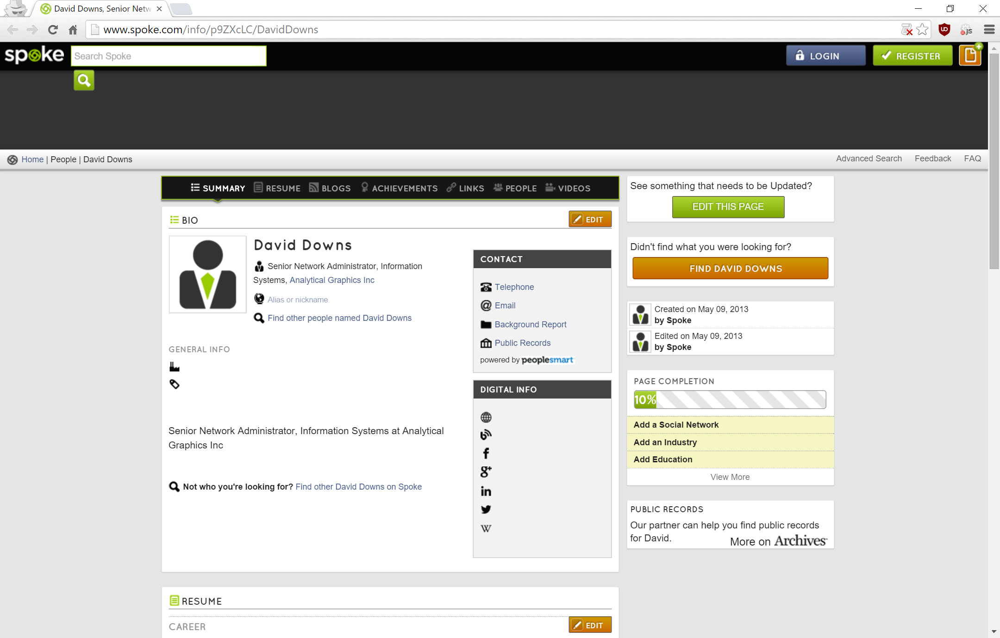 David Downs, Senior Netw
www.spoke.com/info/p9ZXcLC/DavidDowns
spoke
Search Spoke
LOGIN
REGISTER
Home | People | David Downs
Advanced Search Feedback FAQ
SUMMARY RESUME BLOGS ACHIEVEMENTS LINKS PEOPLE VIDEOS
BIO
EDIT
David Downs
Senior Network Administrator, Information
Systems, Analytical Graphics Inc
Alias or nickname
Find other people named David Downs
GENERAL INFO
Senior Network Administrator, Information Systems at Analytical
Graphics Inc
Not who you're looking for? Find other David Downs on Spoke
CONTACT
Telephone
Email
Background Report
Public Records
powered by peoplesmart
DIGITAL INFO
RESUME
CAREER
EDIT
See something that needs to be Updated?
EDIT THIS PAGE
Didn't find what you were looking for?
FIND DAVID DOWNS
Created on May 09, 2013
by Spoke
Edited on May 09, 2013
by Spoke
PAGE COMPLETION
10%
Add a Social Network
Add an Industry
Add Education
View More
PUBLIC RECORDS
Our partner can help you find public records
for David.
More on Archives